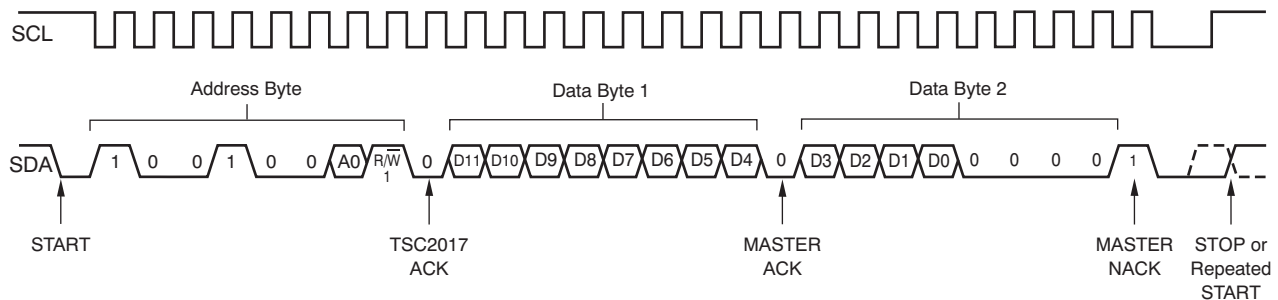 SCL
Address Byte
Data Byte 1
Data Byte 2
SDA
1 0 0 1 0 0 A0 R/W 1 0 D11 D10 D9 D8 D7 D6 D5 D4 0 D3 D2 D1 D0 0 0 0 0 1
START
TSC2017
ACK
MASTER
ACK
MASTER
NACK
STOP or
Repeated
START